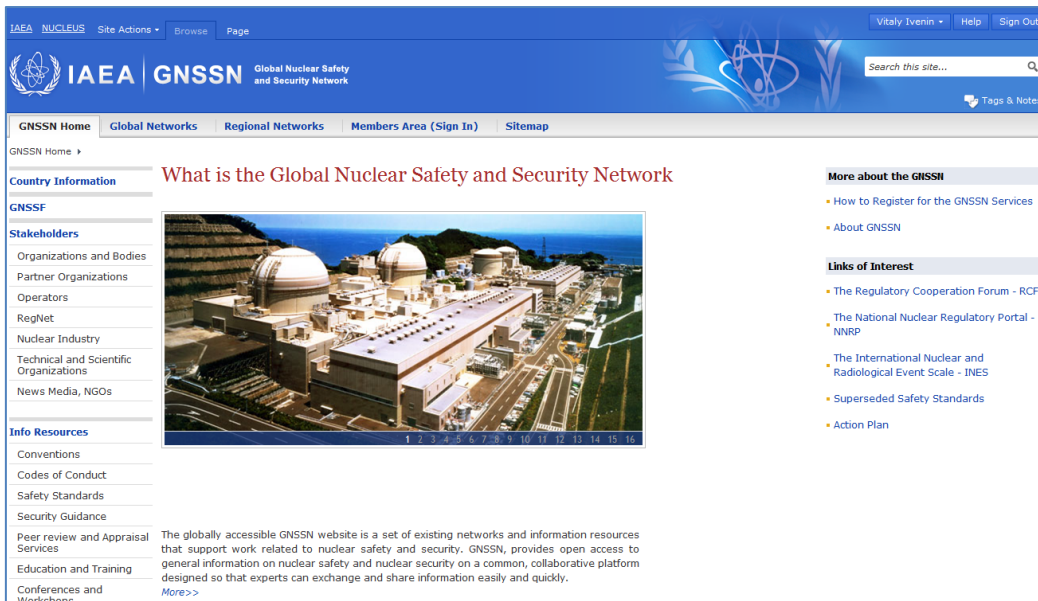 IAEA NUCLEUS Site Actions Browse Page
Vitaly Ivenin Help Sign Out
IAEA GNSSN Global Nuclear Safety
and Security Network
Search this site...
Tags & Notes
GNSSN Home Global Networks Regional Networks Members Area (Sign In) Sitemap
GNSSN Home
Country Information
GNSSF
Stakeholders
Organizations and Bodies
Partner Organizations
Operators
RegNet
Nuclear Industry
Technical and Scientific
Organizations
News Media, NGOs
Info Resources
Conventions
Codes of Conduct
Safety Standards
Security Guidance
Peer review and Appraisal
Services
Education and Training
Conferences and
Workshops
What is the Global Nuclear Safety and Security Network
1 2 3 4 5 6 7 8 9 10 11 12 13 14 15 16
The globally accessible GNSSN website is a set of existing networks and information resources
that support work related to nuclear safety and security. GNSSN, provides open access to
general information on nuclear safety and nuclear security on a common, collaborative platform
designed so that experts can exchange and share information easily and quickly.
More>>
More about the GNSSN
How to Register for the GNSSN Services
About GNSSN
Links of Interest
The Regulatory Cooperation Forum - RCF
The National Nuclear Regulatory Portal -
NNRP
The International Nuclear and
Radiological Event Scale - INES
Superseded Safety Standards
Action Plan